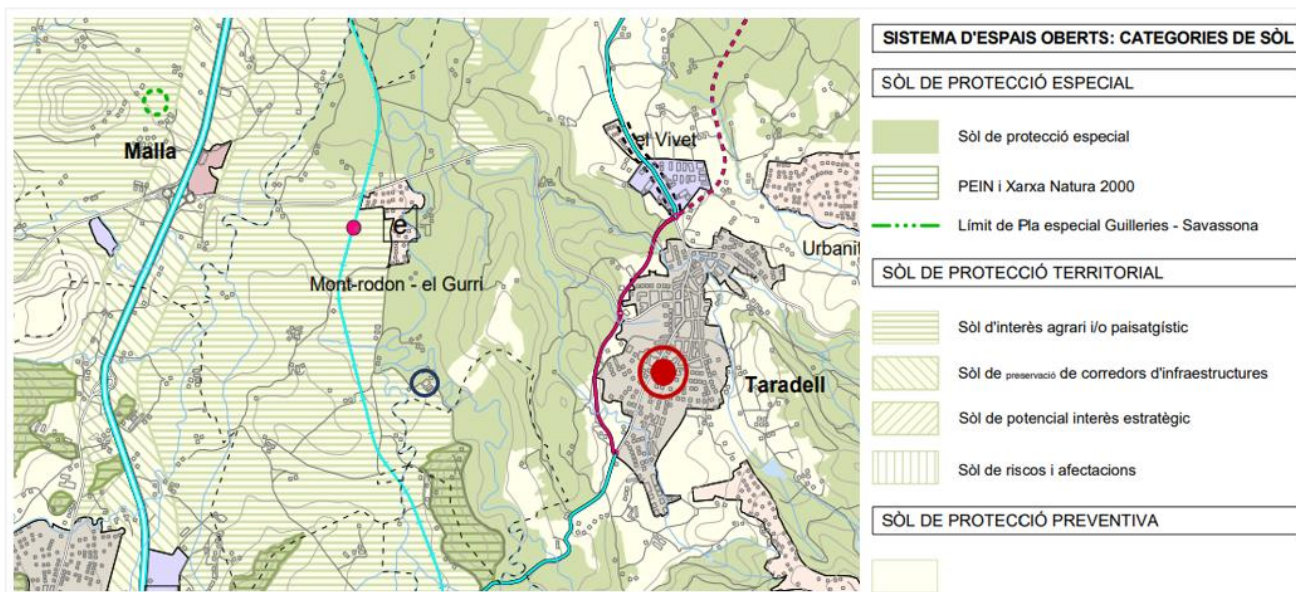 Malla
el Vivet
e
Mont-rodon - el Gurri
Urbanit
Taradell
SISTEMA D'ESPAIS OBERTS: CATEGORIES DE SÒL
SÒL DE PROTECCIÓ ESPECIAL
Sòl de protecció especial
PEIN i Xarxa Natura 2000
Límit de Pla especial Guilleries - Savassona
SÒL DE PROTECCIÓ TERRITORIAL
Sòl d'interès agrari i/o paisatgístic
Sòl de preservació de corredors d'infraestructures
Sòl de potencial interès estratègic
Sòl de riscos i afectacions
SÒL DE PROTECCIÓ PREVENTIVA